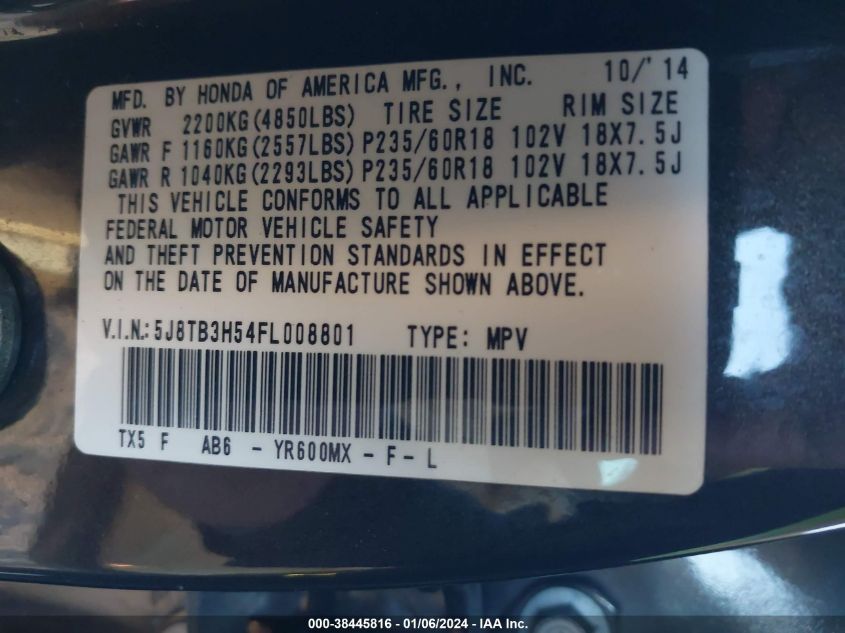 MFD. BY HONDA OF AMERICA MFG., INC. 10/'14
GVWR 2200KG(4850LBS) TIRE SIZE RIM SIZE
GAWR F 1160KG(2557LBS) P235/60R18 102V 18X7.5J
GAWR R 1040KG(2293LBS) P235/60R18 102V 18X7.5J
THIS VEHICLE CONFORMS TO ALL APPLICABLE
FEDERAL MOTOR VEHICLE SAFETY
AND THEFT PREVENTION STANDARDS IN EFFECT
ON THE DATE OF MANUFACTURE SHOWN ABOVE.
V.I.N.: 5J8TB3H54FL008801 TYPE: MPV
TX5 F AB6 - YR600MX - F - L
000-38445816 - 01/06/2024 - IAA Inc.